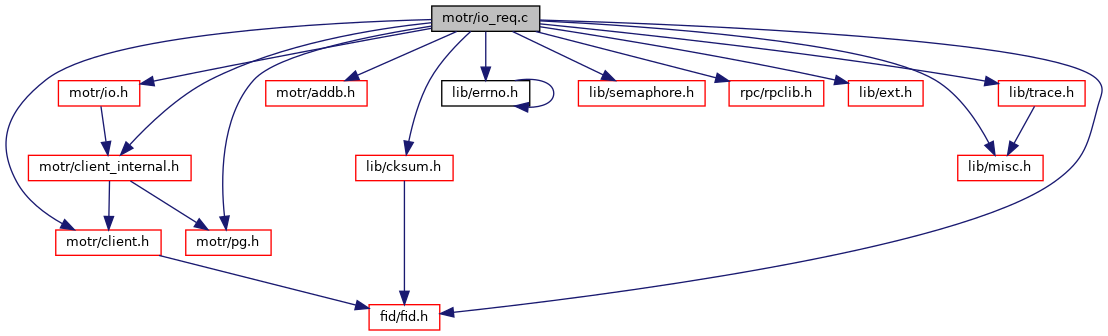 motr/io_req.c
motr/io.h
motr/addb.h
lib/errno.h
lib/semaphore.h
rpc/rpclib.h
lib/ext.h
lib/trace.h
motr/client_internal.h
lib/cksum.h
lib/misc.h
motr/client.h
motr/pg.h
fid/fid.h